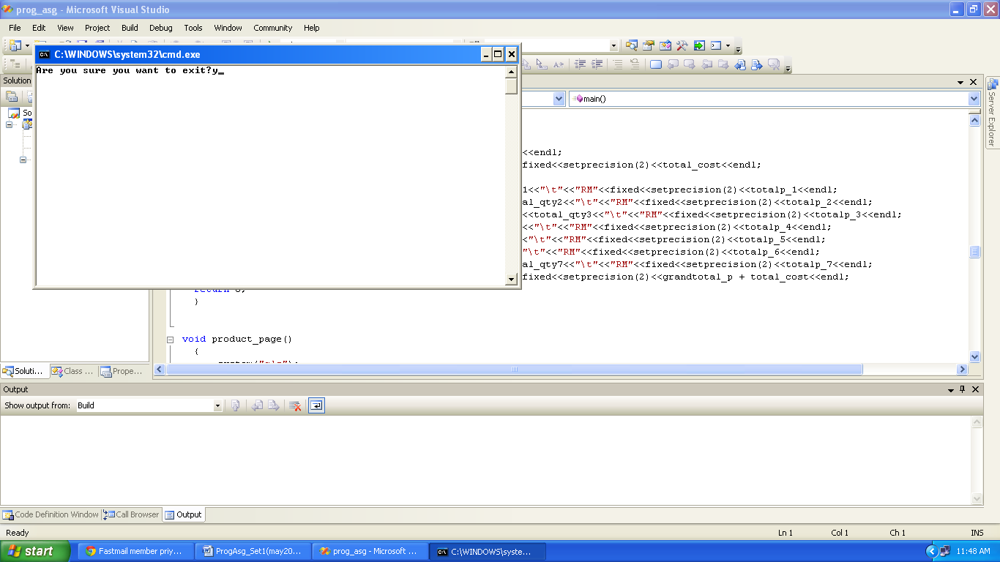 prog_asg - Microsoft Visual Studio
File Edit View Project Build Debug Tools Window Community Help
C:\WINDOWS\system32\cmd.exe
Are you sure you want to exit?y_
Solution
So
main()
Server Explorer
<<endl;
fixed<<setprecision(2)<<total_cost<<endl;
1<<"\t"<<"RM"<<fixed<<setprecision(2)<<totalp_1<<endl;
al_qty2<<"\t"<<"RM"<<fixed<<setprecision(2)<<totalp_2<<endl;
<<total_qty3<<"\t"<<"RM"<<fixed<<setprecision(2)<<totalp_3<<endl;
<<"\t"<<"RM"<<fixed<<setprecision(2)<<totalp_4<<endl;
<"\t"<<"RM"<<fixed<<setprecision(2)<<totalp_5<<endl;
"\t"<<"RM"<<fixed<<setprecision(2)<<totalp_6<<endl;
al_qty7<<"\t"<<"RM"<<fixed<<setprecision(2)<<totalp_7<<endl;
fixed<<setprecision(2)<<grandtotal_p + total_cost<<endl;
}
void product_page()
{
Soluti... Class ... Prope...
Output
Show output from: Build
Code Definition Window Call Browser Output
Ready Ln 1 Col 1 Ch 1 INS
start Fastmail member priy... ProgAsg_Set1(may20... prog_asg - Microsoft ... C:\WINDOWS\syste... 11:48 AM